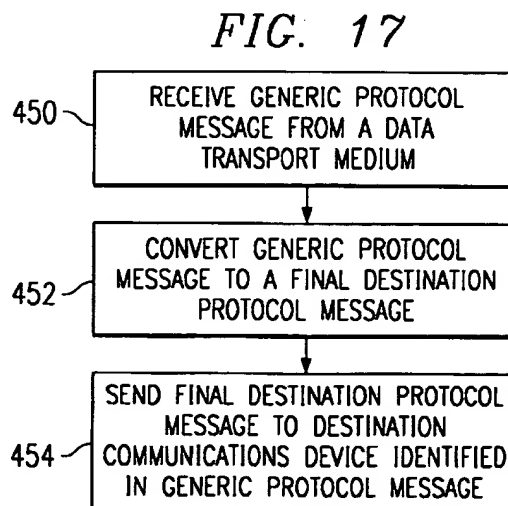 FIG. 17
450
RECEIVE GENERIC PROTOCOL
MESSAGE FROM A DATA
TRANSPORT MEDIUM
452
CONVERT GENERIC PROTOCOL
MESSAGE TO A FINAL DESTINATION
PROTOCOL MESSAGE
454
SEND FINAL DESTINATION PROTOCOL
MESSAGE TO DESTINATION
COMMUNICATIONS DEVICE IDENTIFIED
IN GENERIC PROTOCOL MESSAGE